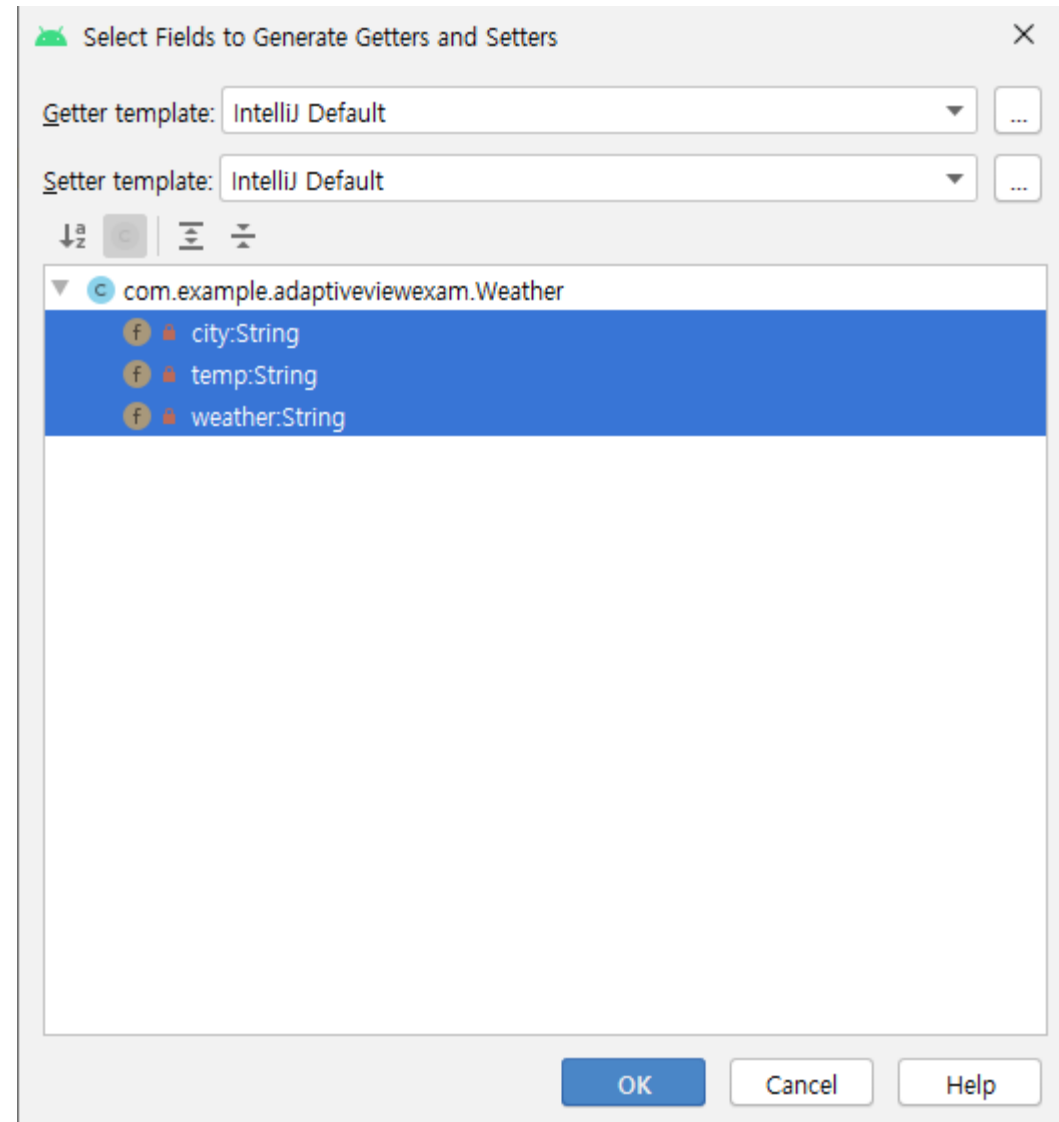 Select Fields to Generate Getters and Setters
Getter template: IntelliJ Default ...
Setter template: IntelliJ Default ...
com.example.adaptiveviewexam.Weather
city:String
temp:String
weather:String
OK Cancel Help